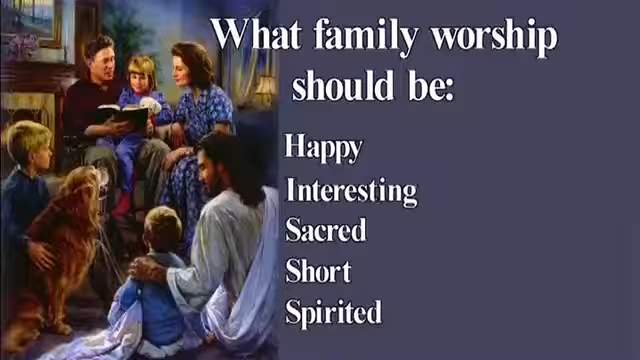 What family worship
should be:
Happy
Interesting
Sacred
Short
Spirited